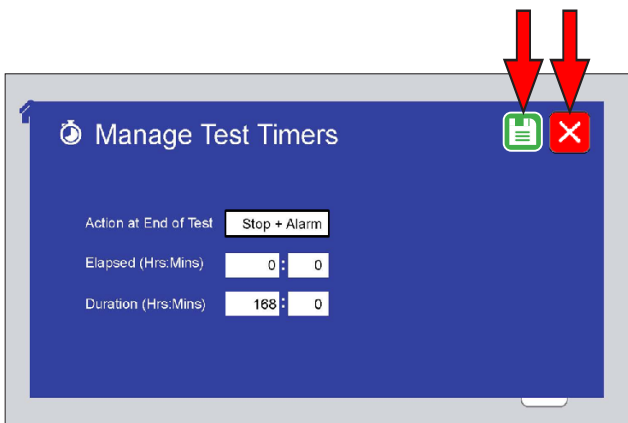 Manage Test Timers
Action at End of Test Stop + Alarm
Elapsed (Hrs:Mins) 0 : 0
Duration (Hrs:Mins) 168 : 0